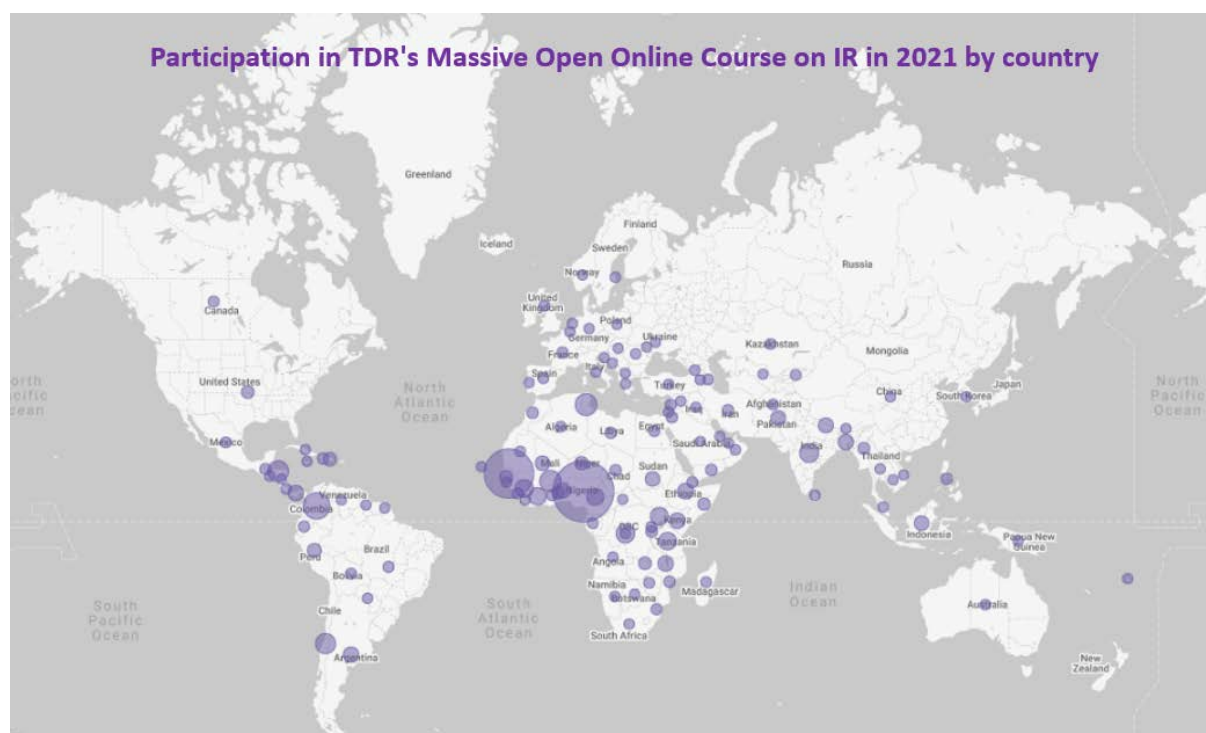 Participation in TDR's Massive Open Online Course on IR in 2021 by country
Greenland
Iceland
Finland
Sweden
Norway
Russia
United
Kingdom
Canada
Poland
Germany
Ukraine
France
Kazakhstan
Mongolia
Italy
Spain
United States
North
Atlantic
Ocean
Turkey
China
South Korea
Japan
North
Pacific
Ocean
Afghanistan
Iraq
Iran
Pakistan
Algeria
Libya
Egypt
Saudi Arabia
Mexico
India
Thailand
Mali
Niger
Chad
Sudan
Nigeria
Ethiopia
Venezuela
Colombia
DRC
Kenya
Tanzania
Indonesia
Papua New
Guinea
Peru
Brazil
Angola
Bolivia
Namibia
Botswana
Madagascar
Indian
Ocean
South
Pacific
Ocean
Chile
South
Atlantic
Ocean
Australia
South Africa
Argentina
New
Zealand